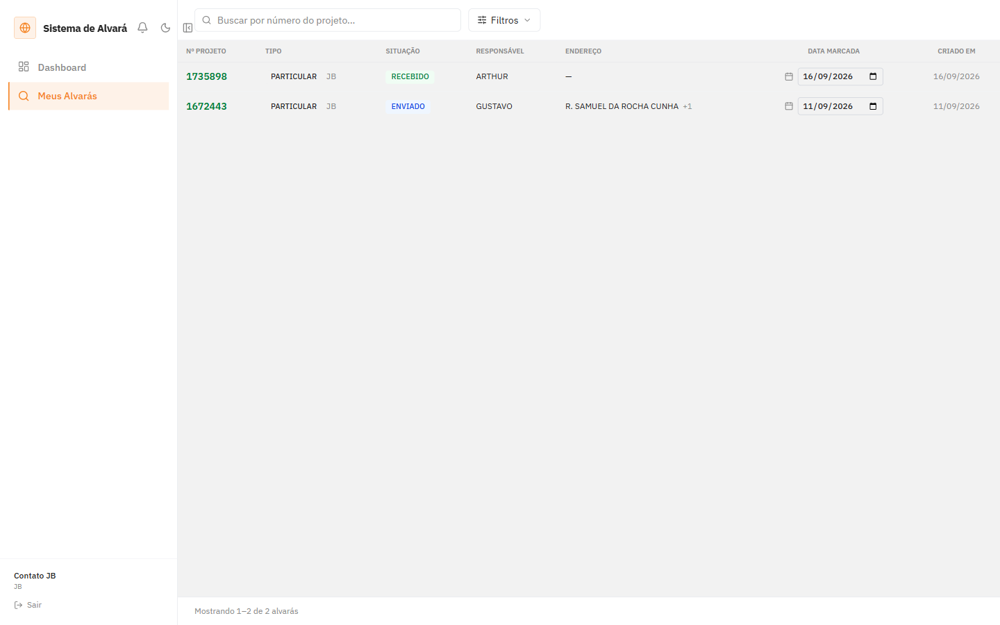 Sistema de Alvará
Dashboard
Meus Alvarás
Contato JB
JB
Sair
Buscar por número do projeto...
Filtros
Nº PROJETO TIPO SITUAÇÃO RESPONSÁVEL ENDEREÇO DATA MARCADA CRIADO EM
1735898 PARTICULAR JB RECEBIDO ARTHUR — 16/09/2026 16/09/2026
1672443 PARTICULAR JB ENVIADO GUSTAVO R. SAMUEL DA ROCHA CUNHA +1 11/09/2026 11/09/2026
Mostrando 1–2 de 2 alvarás